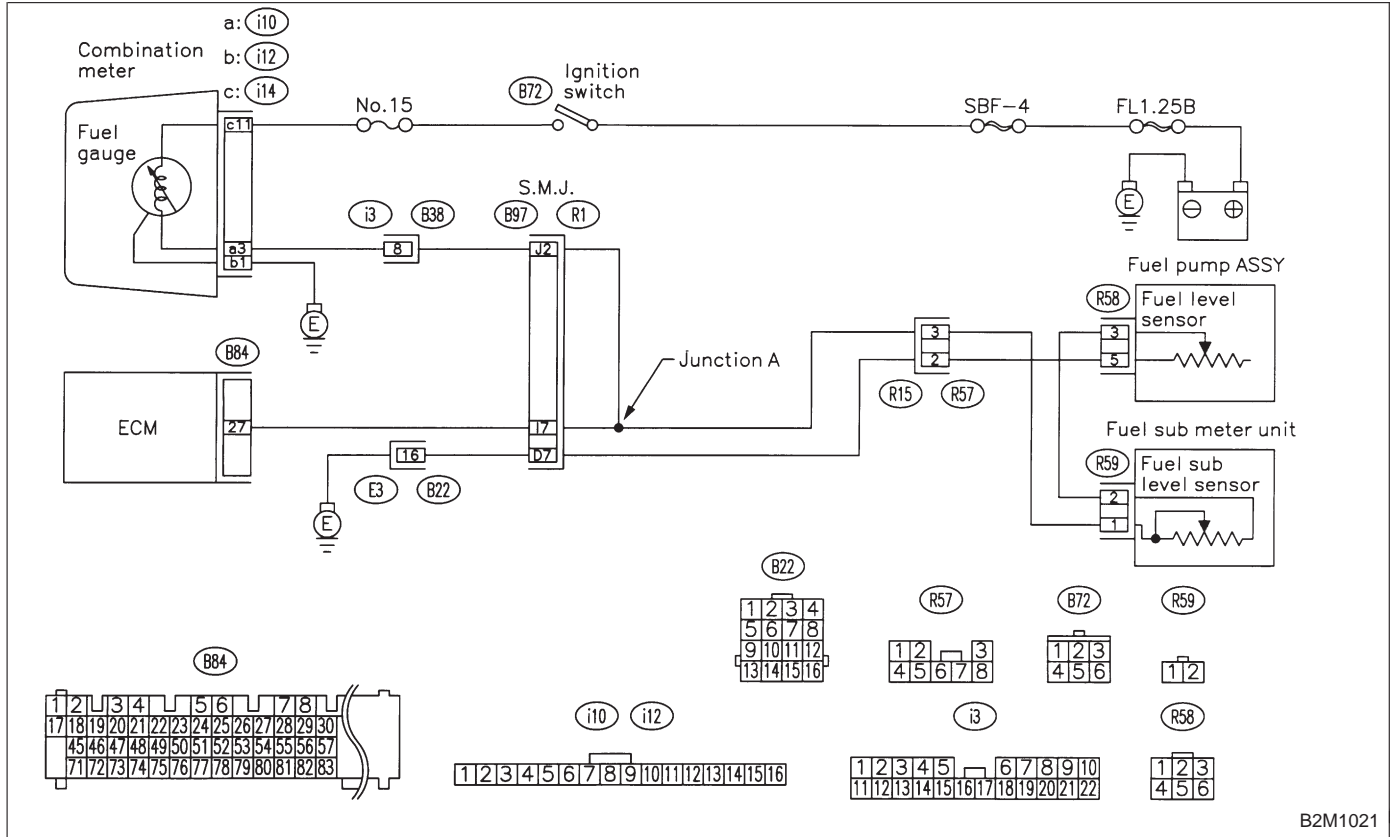 a: i10
Combination
meter
b: i12
c: i14
Fuel
gauge
c11
a3
b1
No.15
B72
Ignition
switch
SBF-4
FL1.25B
E
⊖ ⊕
S.M.J.
i3 B38 B97 R1
8
J2
E
Fuel pump ASSY
R58
Fuel level
sensor
3
5
3
2
R15 R57
Junction A
B84
ECM
27
I7
D7
16
E3 B22
E
Fuel sub meter unit
R59
Fuel sub
level sensor
2
1
B22
1 2 3 4
5 6 7 8
9 10 11 12
13 14 15 16
R57
1 2 3
4 5 6 7 8
B72
1 2 3
4 5 6
R59
1 2
B84
1 2 3 4 5 6 7 8
17 18 19 20 21 22 23 24 25 26 27 28 29 30
45 46 47 48 49 50 51 52 53 54 55 56 57
71 72 73 74 75 76 77 78 79 80 81 82 83
i10 i12
1 2 3 4 5 6 7 8 9 10 11 12 13 14 15 16
i3
1 2 3 4 5 6 7 8 9 10
11 12 13 14 15 16 17 18 19 20 21 22
R58
1 2 3
4 5 6
B2M1021